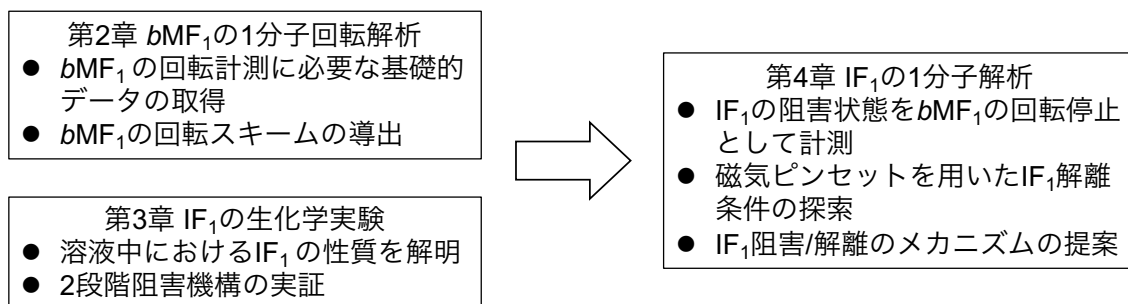 第2章 bMF₁の1分子回転解析
● bMF₁の回転計測に必要な基礎的
データの取得
● bMF₁の回転スキームの導出
第3章 IF₁の生化学実験
● 溶液中におけるIF₁の性質を解明
● 2段階阻害機構の実証
第4章 IF₁の1分子解析
● IF₁の阻害状態をbMF₁の回転停止
として計測
● 磁気ピンセットを用いたIF₁解離
条件の探索
● IF₁阻害/解離のメカニズムの提案